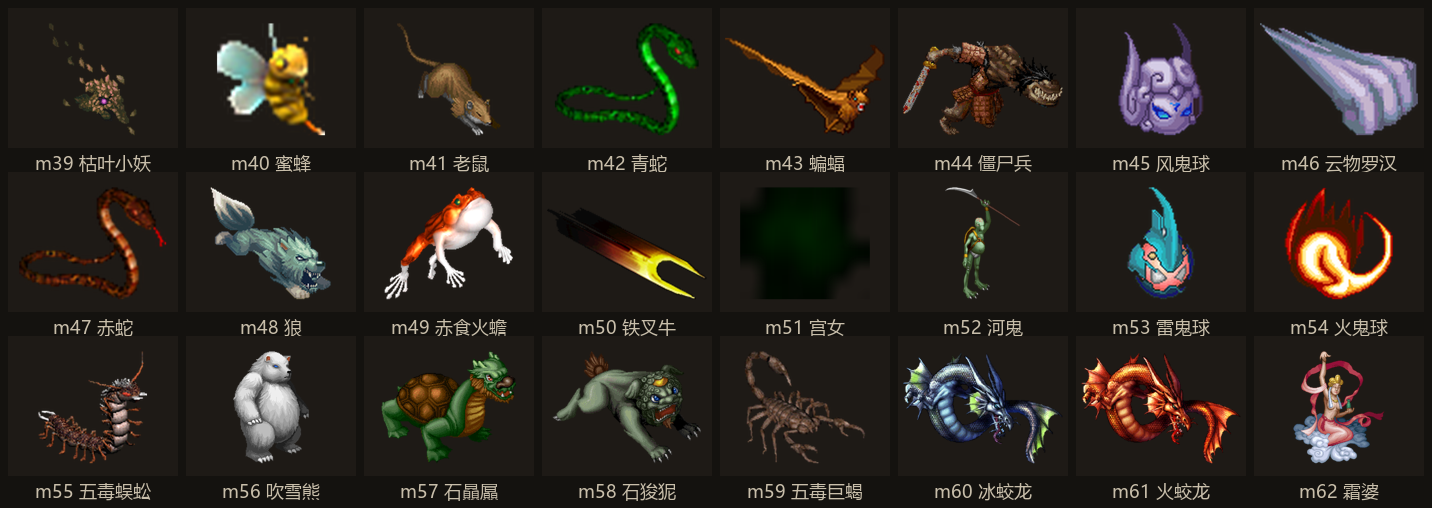 m39 枯叶小妖
m40 蜜蜂
m41 老鼠
m42 青蛇
m43 蝙蝠
m44 僵尸兵
m45 风鬼球
m46 云物罗汉
m47 赤蛇
m48 狼
m49 赤食火蟾
m50 铁叉牛
m51 宫女
m52 河鬼
m53 雷鬼球
m54 火鬼球
m55 五毒蜈蚣
m56 吹雪熊
m57 石贔屭
m58 石狻狔
m59 五毒巨蝎
m60 冰蛟龙
m61 火蛟龙
m62 霜婆